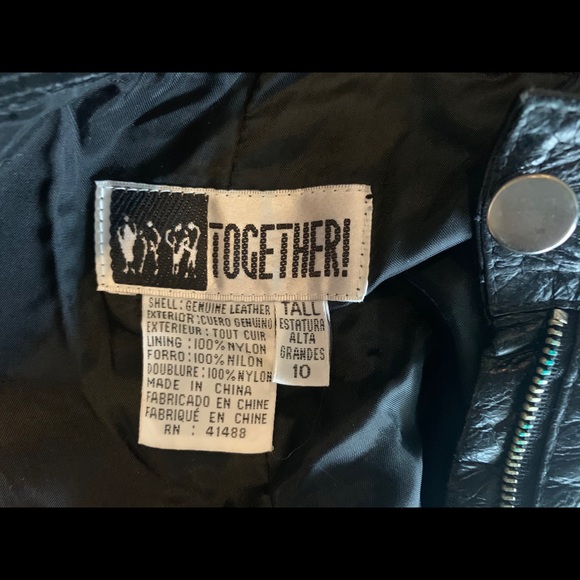 TOGETHER!
SHELL: GENUINE LEATHER
EXTERIOR: CUERO GENUINO
EXTERIEUR: TOUT CUIR
LINING : 100% NYLON
FORRO: 100% NILON
DOUBLURE: 100% NYLON
MADE IN CHINA
FABRICADO EN CHINE
FABRIQUÉ EN CHINE
RN : 41488
TALL
ESTATURA
ALTA
GRANDES
10